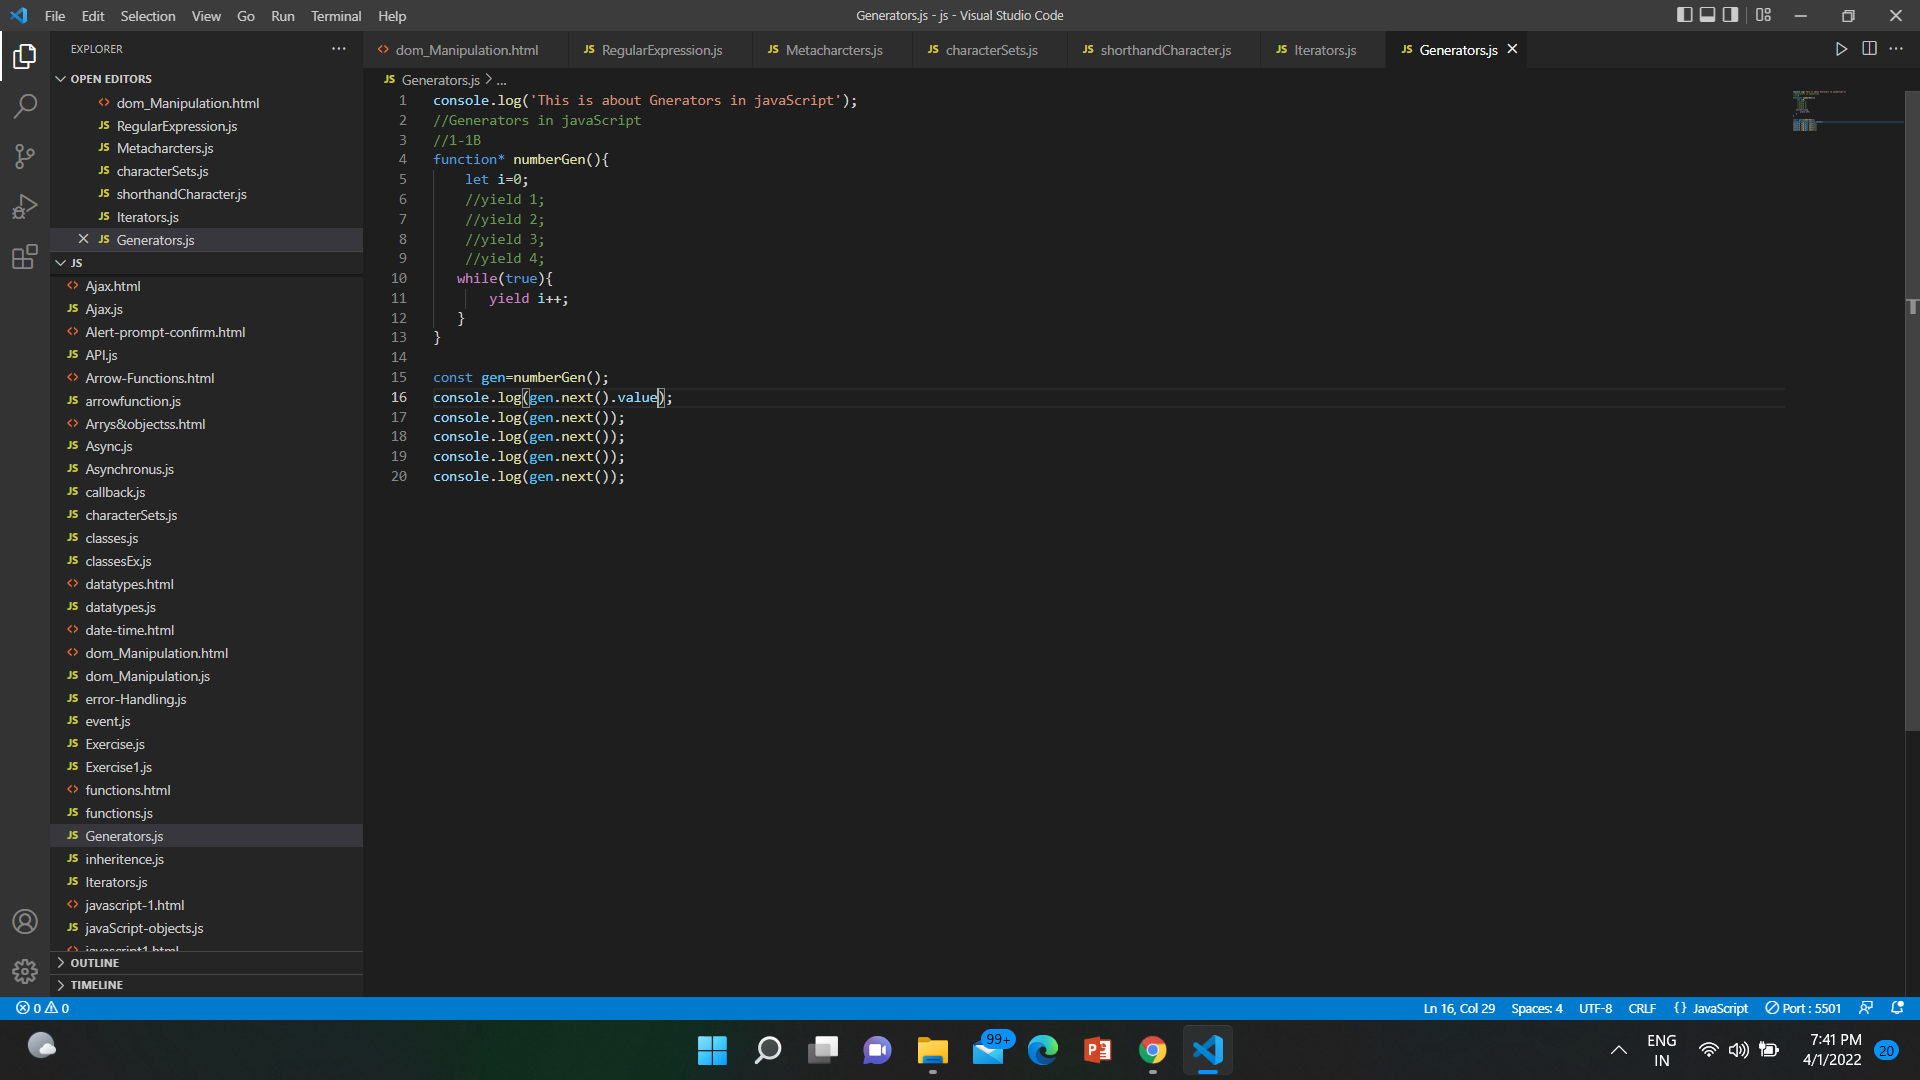 File Edit Selection View Go Run Terminal Help
Generators.js - js - Visual Studio Code
EXPLORER
OPEN EDITORS
dom_Manipulation.html
JS RegularExpression.js
JS Metacharcters.js
JS characterSets.js
JS shorthandCharacter.js
JS Iterators.js
JS Generators.js
JS
Ajax.html
JS Ajax.js
Alert-prompt-confirm.html
JS API.js
Arrow-Functions.html
JS arrowfunction.js
Arrys&objectss.html
JS Async.js
JS Asynchronus.js
JS callback.js
JS characterSets.js
JS classes.js
JS classesEx.js
datatypes.html
JS datatypes.js
date-time.html
dom_Manipulation.html
JS dom_Manipulation.js
JS error-Handling.js
JS event.js
JS Exercise.js
JS Exercise1.js
functions.html
JS functions.js
JS Generators.js
JS inheritence.js
JS Iterators.js
javascript-1.html
JS javaScript-objects.js
javascript1.html
OUTLINE
TIMELINE
dom_Manipulation.html JS RegularExpression.js JS Metacharcters.js JS characterSets.js JS shorthandCharacter.js JS Iterators.js JS Generators.js
JS Generators.js > ...
1 console.log('This is about Gnerators in javaScript');
2 //Generators in javaScript
3 //1-1B
4 function* numberGen(){
5 let i=0;
6 //yield 1;
7 //yield 2;
8 //yield 3;
9 //yield 4;
10 while(true){
11 yield i++;
12 }
13 }
14
15 const gen=numberGen();
16 console.log(gen.next().value);
17 console.log(gen.next());
18 console.log(gen.next());
19 console.log(gen.next());
20 console.log(gen.next());
0 0
Ln 16, Col 29 Spaces: 4 UTF-8 CRLF {} JavaScript Port : 5501
99+
ENG
IN
7:41 PM
4/1/2022
20